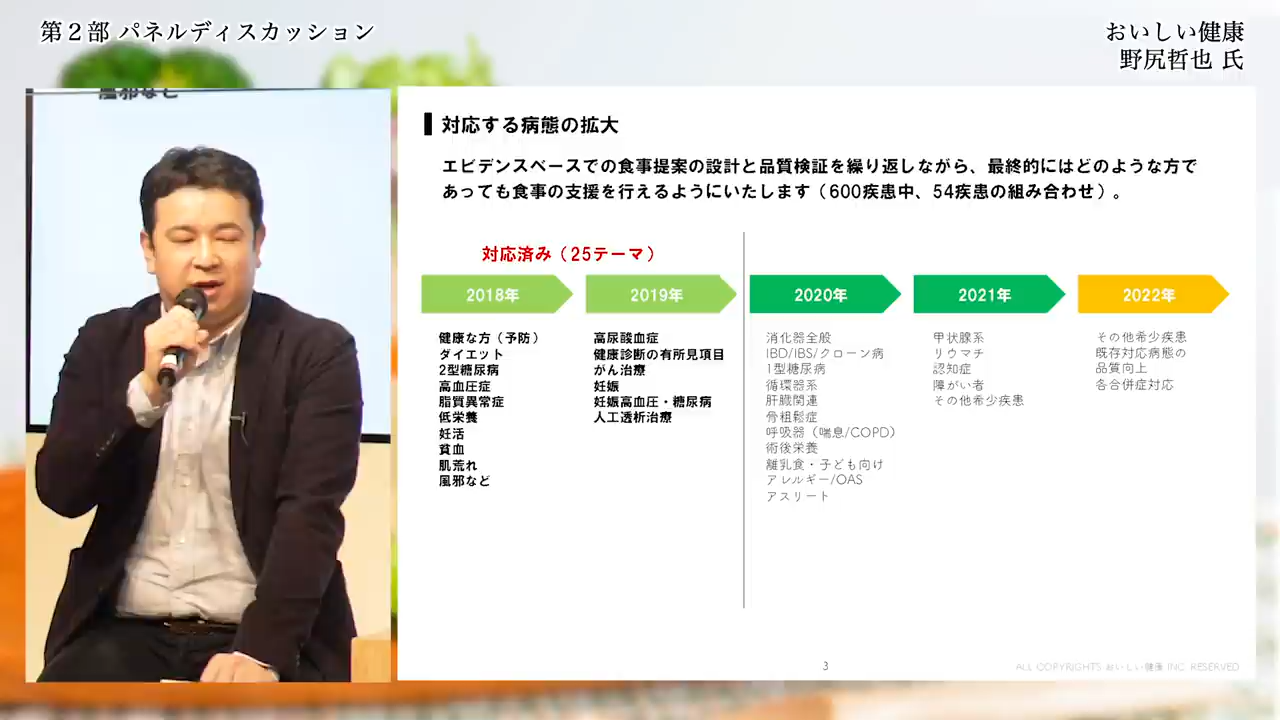 第２部 パネルディスカッション
おいしい健康
野尻哲也 氏
風邪など
対応する病態の拡大
エビデンスベースでの食事提案の設計と品質検証を繰り返しながら、最終的にはどのような方で
あっても食事の支援を行えるようにいたします（600疾患中、54疾患の組み合わせ）。
対応済み（25テーマ）
2018年
健康な方（予防）
ダイエット
2型糖尿病
高血圧症
脂質異常症
低栄養
妊活
貧血
肌荒れ
風邪など
2019年
高尿酸血症
健康診断の有所見項目
がん治療
妊娠
妊娠高血圧・糖尿病
人工透析治療
2020年
消化器全般
IBD/IBS/クローン病
1型糖尿病
循環器系
肝臓関連
骨粗鬆症
呼吸器（喘息/COPD）
術後栄養
離乳食・子ども向け
アレルギー/OAS
アスリート
2021年
甲状腺系
リウマチ
認知症
障がい者
その他希少疾患
2022年
その他希少疾患
既存対応病態の
品質向上
各合併症対応
3
ALL COPYRIGHTS おいしい健康 INC. RESERVED.